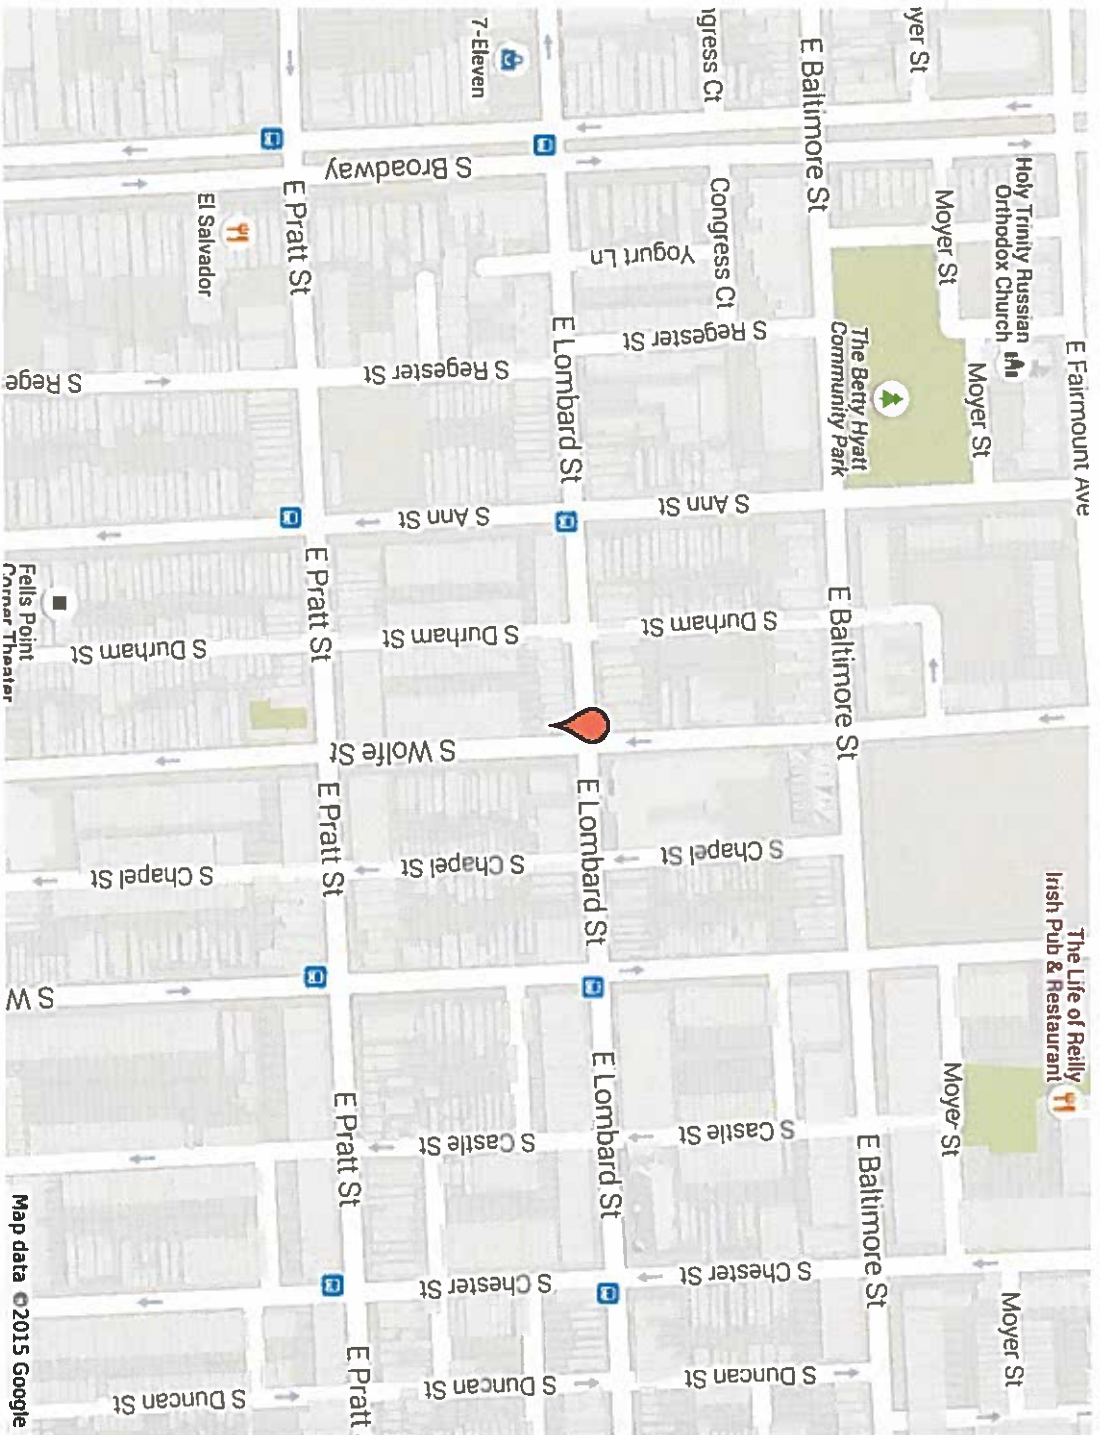 E Fairmount Ave
The Life of Reilly
Irish Pub & Restaurant
Holy Trinity Russian
Orthodox Church
Moyer St
Moyer St
Moyer St
Moyer St
yer St
The Betty Hyatt
Community Park
E Baltimore St
E Baltimore St
E Baltimore St
gress Ct
Congress Ct
Yogurt Ln
S Regester St
S Ann St
S Durham St
S Chapel St
S Castle St
S Chester St
S Duncan St
E Lombard St
E Lombard St
E Lombard St
7-Eleven
S Broadway
S Regester St
S Ann St
S Durham St
S Wolfe St
S Chapel St
S Castle St
S Chester St
S Duncan St
E Pratt St
E Pratt St
E Pratt St
E Pratt St
E Pratt
El Salvador
S Rege
S Durham St
S Chapel St
S W
S Duncan St
Fells Point
Corner Theater
Map data ©2015 Google